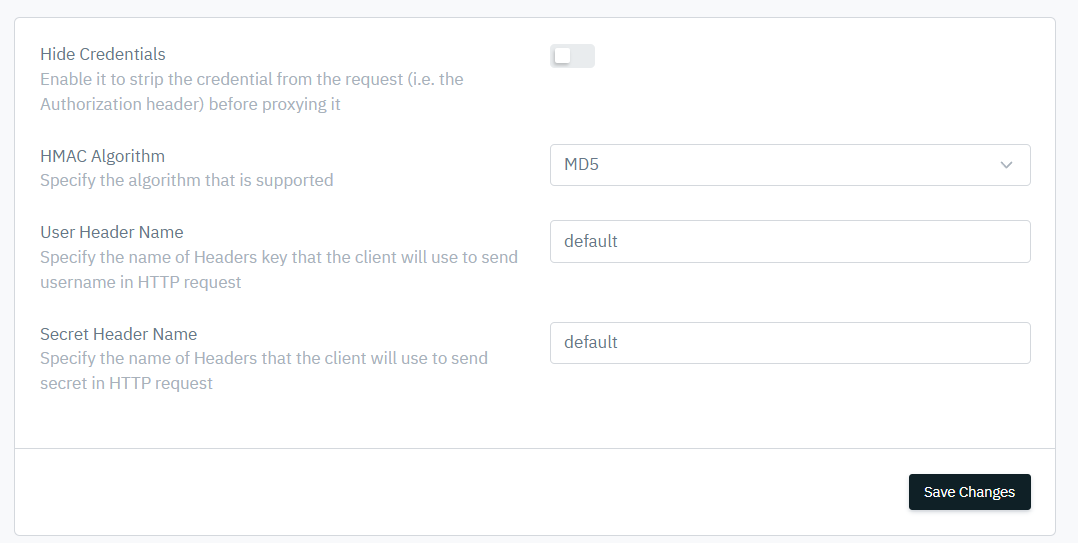 Hide Credentials
Enable it to strip the credential from the request (i.e. the
Authorization header) before proxying it
HMAC Algorithm
Specify the algorithm that is supported
MD5
User Header Name
Specify the name of Headers key that the client will use to send
username in HTTP request
default
Secret Header Name
Specify the name of Headers that the client will use to send
secret in HTTP request
default
Save Changes